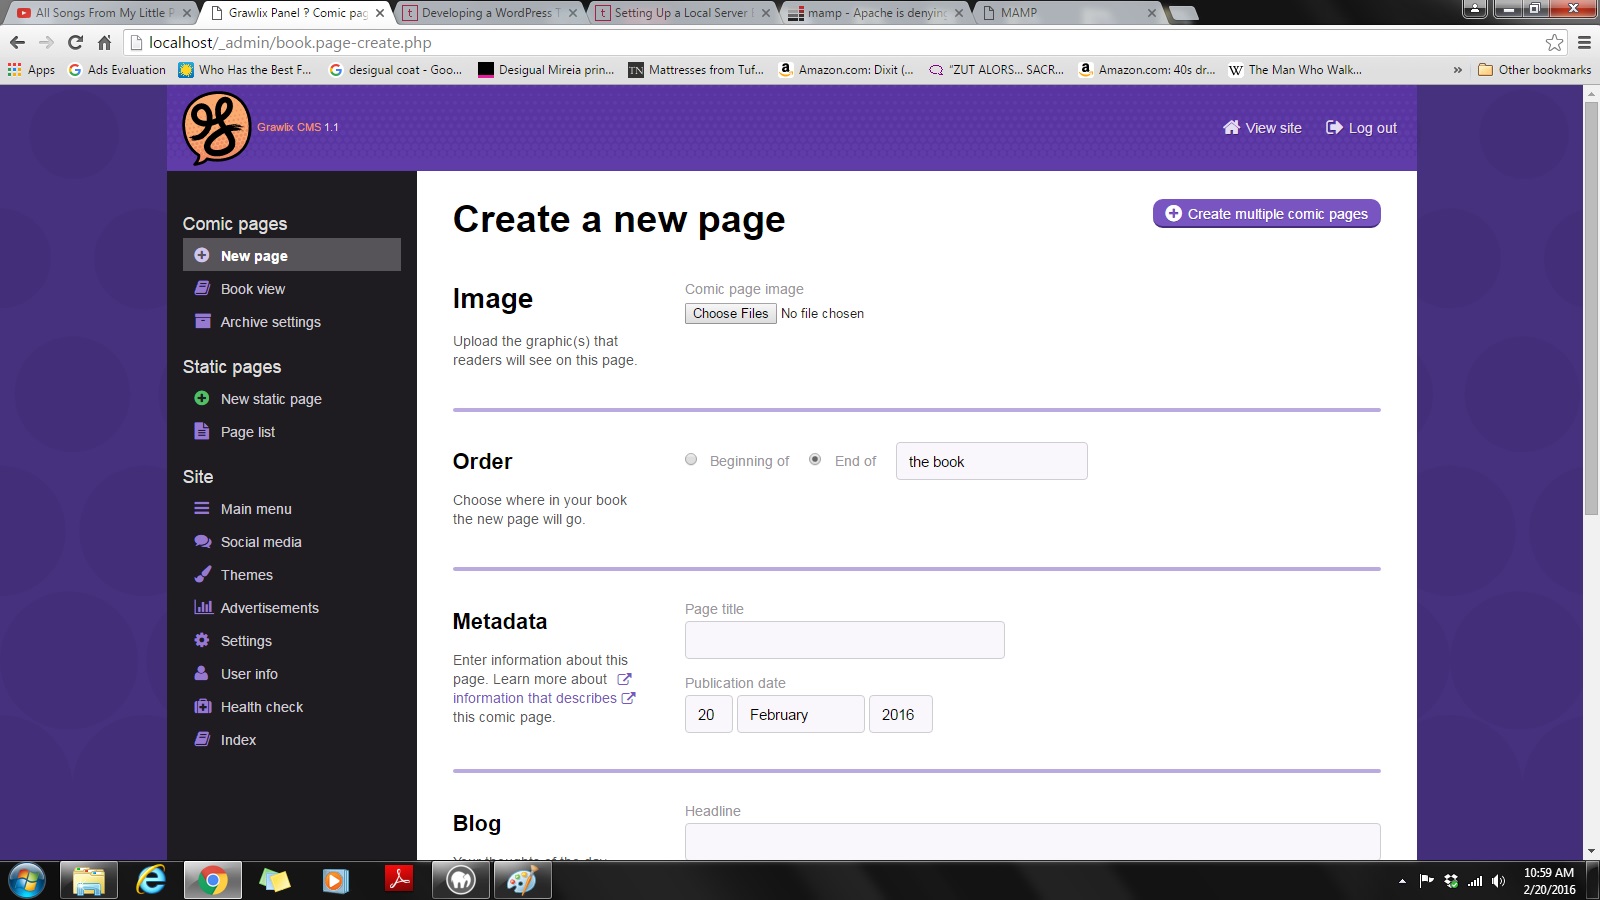 All Songs From My Little P
Grawlix Panel ? Comic pag
Developing a WordPress T
Setting Up a Local Server
mamp - Apache is denying
MAMP
localhost/_admin/book.page-create.php
Apps
Ads Evaluation
Who Has the Best F...
desigual coat - Goo...
Desigual Mireia prin...
Mattresses from Tuf...
Amazon.com: Dixit (...
"ZUT ALORS... SACR...
Amazon.com: 40s dr...
The Man Who Walk...
»
Other bookmarks
Grawlix CMS 1.1
View site
Log out
Comic pages
New page
Book view
Archive settings
Static pages
New static page
Page list
Site
Main menu
Social media
Themes
Advertisements
Settings
User info
Health check
Index
Create a new page
Create multiple comic pages
Image
Upload the graphic(s) that
readers will see on this page.
Comic page image
Choose Files No file chosen
Order
Choose where in your book
the new page will go.
Beginning of
End of
the book
Metadata
Enter information about this
page. Learn more about
information that describes
this comic page.
Page title
Publication date
20
February
2016
Blog
Your thoughts of the day
Headline
10:59 AM
2/20/2016